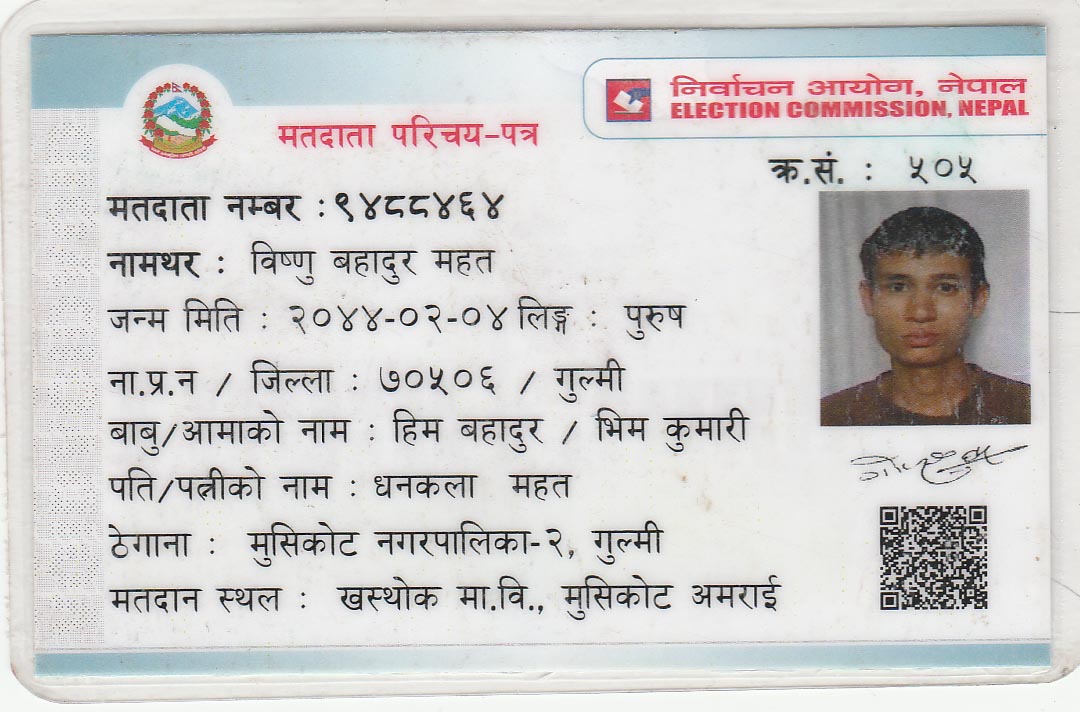 निर्वाचन आयोग, नेपाल
ELECTION COMMISSION, NEPAL
मतदाता परिचय-पत्र
क्र.सं. : ५०५
मतदाता नम्बर : ९४८८४६४
नामथर : विष्णु बहादुर महत
जन्म मिति : २०४४-०२-०४ लिङ्ग : पुरुष
ना.प्र.न / जिल्ला : ७०५०६ / गुल्मी
बाबु/आमाको नाम : हिम बहादुर / भिम कुमारी
पति/पत्नीको नाम : धनकला महत
ठेगाना : मुसिकोट नगरपालिका-२, गुल्मी
मतदान स्थल : खस्थोक मा.वि., मुसिकोट अमराई